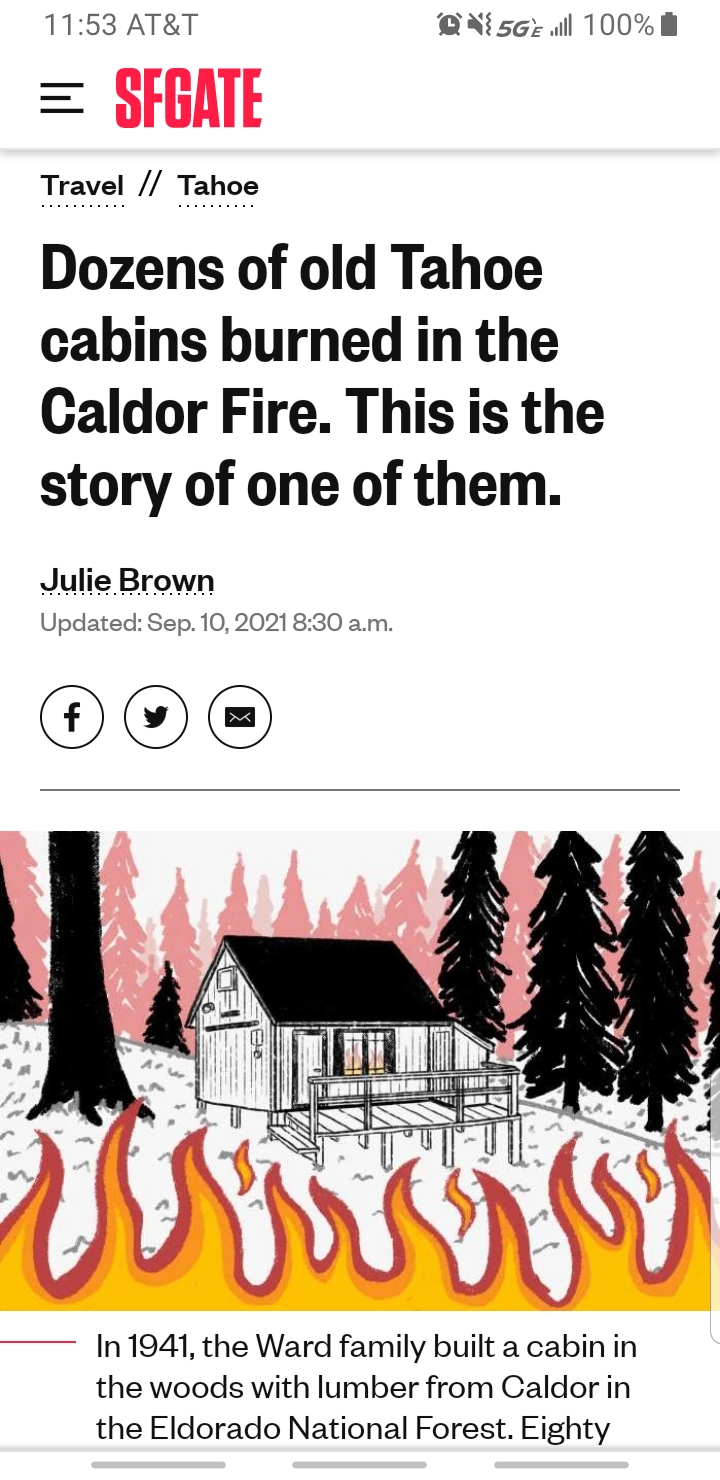 11:53 AT&T 5GE 100%
SFGATE
Travel // Tahoe
Dozens of old Tahoe
cabins burned in the
Caldor Fire. This is the
story of one of them.
Julie Brown
Updated: Sep. 10, 2021 8:30 a.m.
In 1941, the Ward family built a cabin in
the woods with lumber from Caldor in
the Eldorado National Forest. Eighty